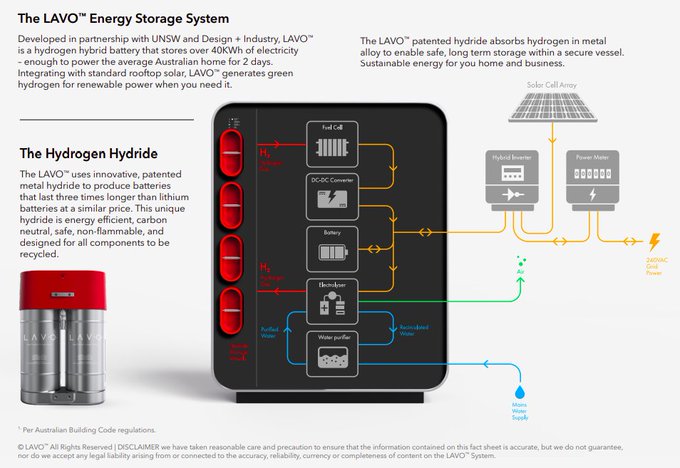 The LAVO™ Energy Storage System
Developed in partnership with UNSW and Design + Industry, LAVO™
is a hydrogen hybrid battery that stores over 40KWh of electricity
– enough to power the average Australian home for 2 days.
Integrating with standard rooftop solar, LAVO™ generates green
hydrogen for renewable power when you need it.
The LAVO™ patented hydride absorbs hydrogen in metal
alloy to enable safe, long term storage within a secure vessel.
Sustainable energy for you home and business.
The Hydrogen Hydride
The LAVO™ uses innovative, patented
metal hydride to produce batteries
that last three times longer than lithium
batteries at a similar price. This unique
hydride is energy efficient, carbon
neutral, safe, non-flammable, and
designed for all components to be
recycled.
LAVO
Solar Cell Array
Fuel Cell
H2
Hydrogen
Gas
DC-DC Converter
Hybrid Inverter
Power Meter
Battery
240VAC
Grid
Power
H2
Hydrogen
Gas
Electrolyser
Air
Purified
Water
Recirculated
Water
Water purifier
Mains
Water
Supply
Per Australian Building Code regulations.
© LAVO™ All Rights Reserved | DISCLAIMER we have taken reasonable care and precaution to ensure that the information contained on this fact sheet is accurate, but we do not guarantee,
nor do we accept any legal liability arising from or connected to the accuracy, reliability, currency or completeness of content on the LAVO™ System.